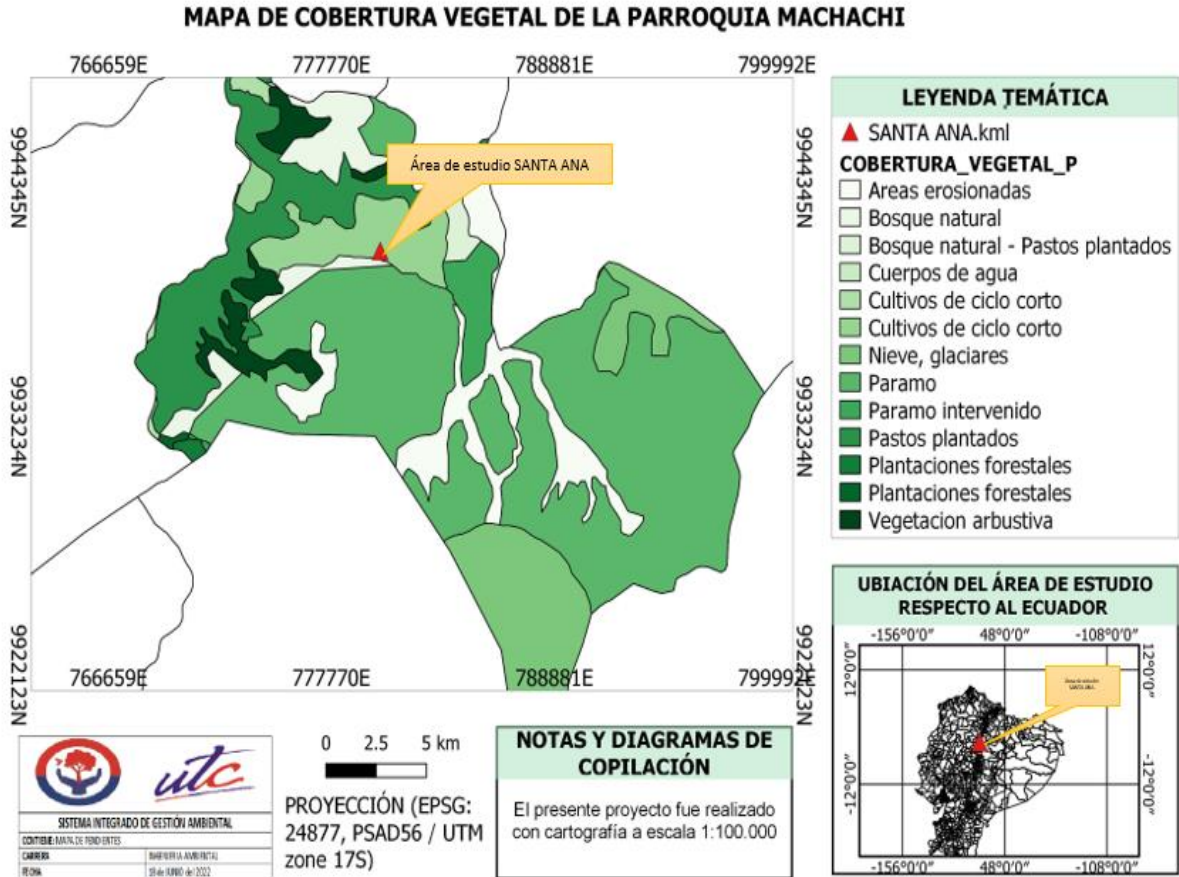 MAPA DE COBERTURA VEGETAL DE LA PARROQUIA MACHACHI
766659E 777770E 788881E 799992E
9944345N
9933234N
9922123N
9944345N
9933234N
9922123N
Área de estudio SANTA ANA
766659E 777770E 788881E 799992E
LEYENDA TEMÁTICA
SANTA ANA.kml
COBERTURA_VEGETAL_P
Areas erosionadas
Bosque natural
Bosque natural - Pastos plantados
Cuerpos de agua
Cultivos de ciclo corto
Cultivos de ciclo corto
Nieve, glaciares
Paramo
Paramo intervenido
Pastos plantados
Plantaciones forestales
Plantaciones forestales
Vegetacion arbustiva
UBIACIÓN DEL ÁREA DE ESTUDIO
RESPECTO AL ECUADOR
-156°0'0" 48°0'0" -108°0'0"
12°0'0"
-12°0'0"
12°0'0"
-12°0'0"
Área de estudio
SANTA ANA
-156°0'0" 48°0'0" -108°0'0"
utc
SISTEMA INTEGRADO DE GESTIÓN AMBIENTAL
CONTIENE: MAPA DE PENDIENTES
CARRERA INGENIERIA AMBIENTAL
FECHA 18 de JUNIO del 2022
0 2.5 5 km
PROYECCIÓN (EPSG:
24877, PSAD56 / UTM
zone 17S)
NOTAS Y DIAGRAMAS DE
COPILACIÓN
El presente proyecto fue realizado
con cartografía a escala 1:100.000